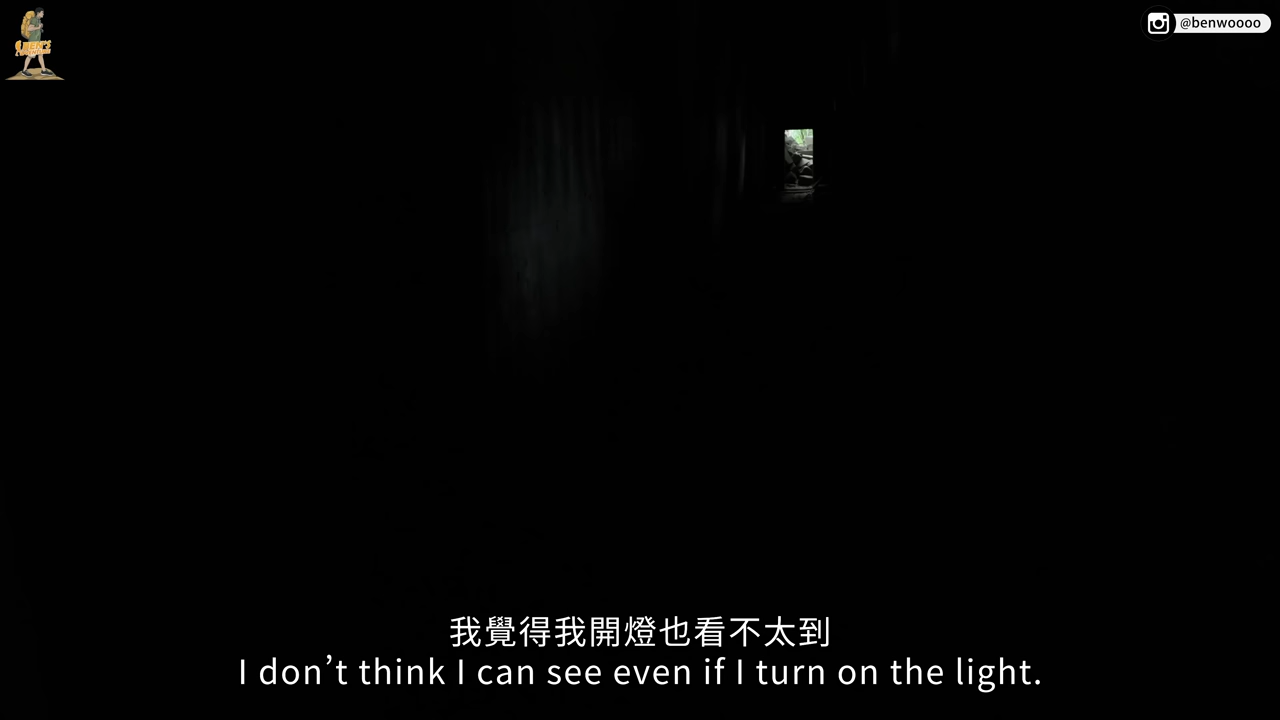 BEN'S
@benwoooo
我覺得我開燈也看不太到
I don’t think I can see even if I turn on the light.